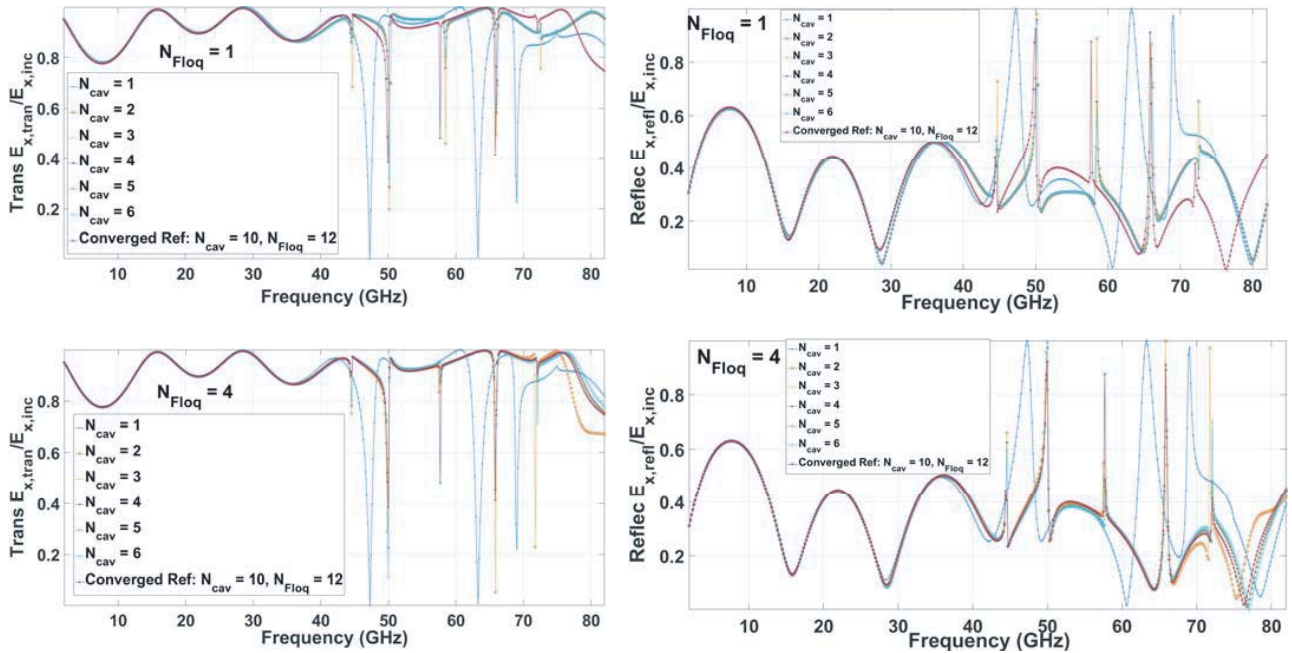 Trans E_x,tran/E_x,inc
0.8
0.6
0.4
0.2
N_Floq = 1
N_cav = 1
N_cav = 2
N_cav = 3
N_cav = 4
N_cav = 5
N_cav = 6
Converged Ref: N_cav = 10, N_Floq = 12
10 20 30 40 50 60 70 80
Frequency (GHz)
Reflec E_x,refl/E_x,inc
0.8
0.6
0.4
0.2
N_Floq = 1
N_cav = 1
N_cav = 2
N_cav = 3
N_cav = 4
N_cav = 5
N_cav = 6
Converged Ref: N_cav = 10, N_Floq = 12
10 20 30 40 50 60 70 80
Frequency (GHz)
Trans E_x,tran/E_x,inc
0.8
0.6
0.4
0.2
N_Floq = 4
N_cav = 1
N_cav = 2
N_cav = 3
N_cav = 4
N_cav = 5
N_cav = 6
Converged Ref: N_cav = 10, N_Floq = 12
10 20 30 40 50 60 70 80
Frequency (GHz)
Reflec E_x,refl/E_x,inc
0.8
0.6
0.4
0.2
N_Floq = 4
N_cav = 1
N_cav = 2
N_cav = 3
N_cav = 4
N_cav = 5
N_cav = 6
Converged Ref: N_cav = 10, N_Floq = 12
10 20 30 40 50 60 70 80
Frequency (GHz)